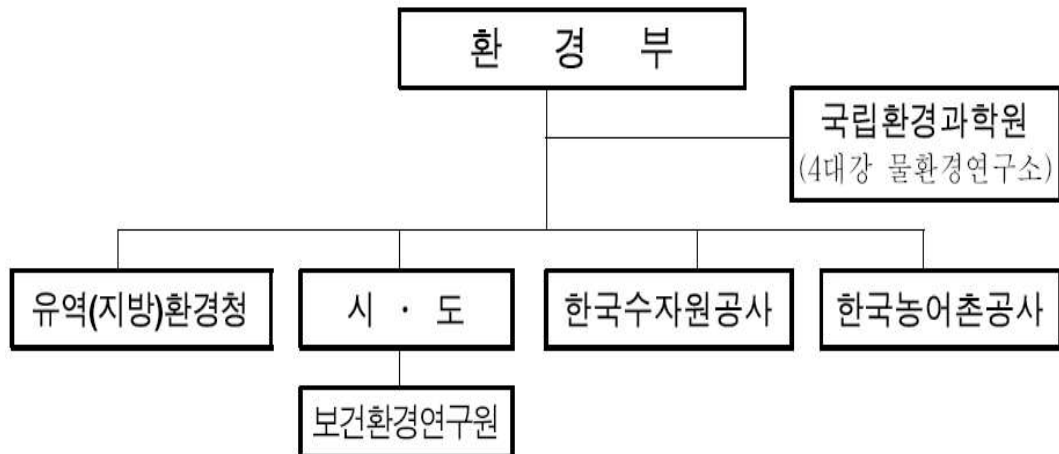 환 경 부
국립환경과학원
(4대강 물환경연구소)
유역(지방)환경청
시 · 도
한국수자원공사
한국농어촌공사
보건환경연구원